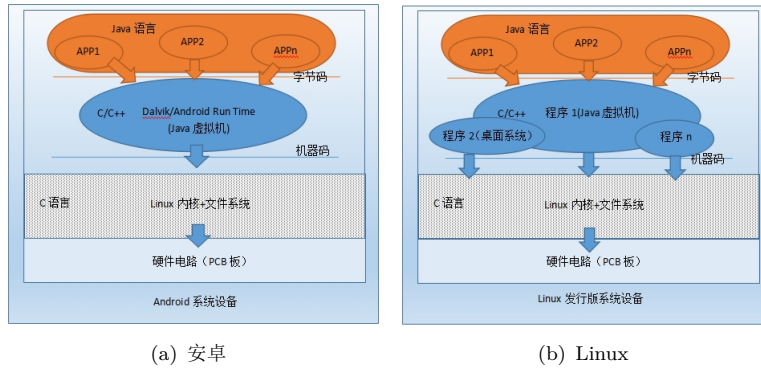 Java 语言
APP1
APP2
APPn
字节码
C/C++
Dalvik/Android Run Time
(Java 虚拟机)
机器码
C 语言
Linux 内核+文件系统
硬件电路（PCB 板）
Android 系统设备
(a) 安卓
Java 语言
APP1
APP2
APPn
字节码
C/C++
程序 1(Java虚拟机)
程序 2（桌面系统）
程序 n
机器码
C 语言
Linux 内核+文件系统
硬件电路（PCB 板）
Linux 发行版系统设备
(b) Linux